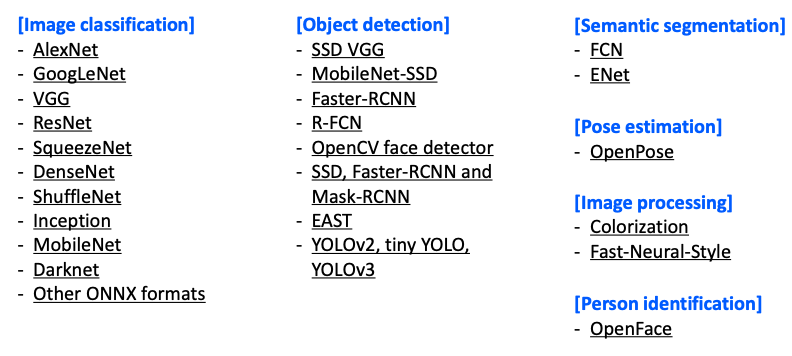 [Image classification]
- AlexNet
- GoogLeNet
- VGG
- ResNet
- SqueezeNet
- DenseNet
- ShuffleNet
- Inception
- MobileNet
- Darknet
- Other ONNX formats
[Object detection]
- SSD VGG
- MobileNet-SSD
- Faster-RCNN
- R-FCN
- OpenCV face detector
- SSD, Faster-RCNN and
Mask-RCNN
- EAST
- YOLOv2, tiny YOLO,
YOLOv3
[Semantic segmentation]
- FCN
- ENet
[Pose estimation]
- OpenPose
[Image processing]
- Colorization
- Fast-Neural-Style
[Person identification]
- OpenFace